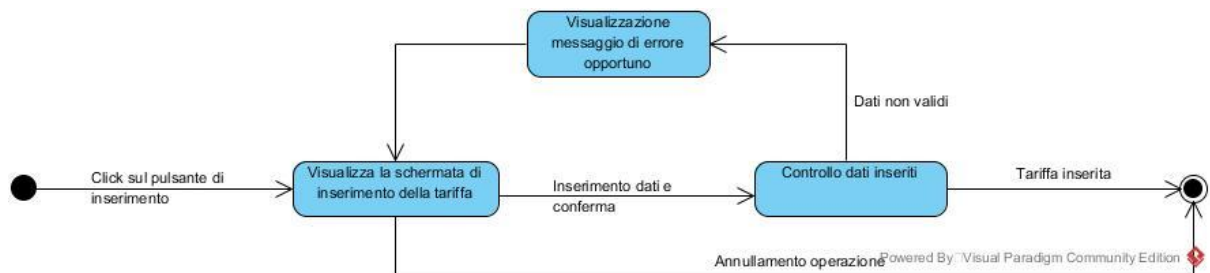 Visualizzazione
messaggio di errore
opportuno
Dati non validi
Click sul pulsante di
inserimento
Visualizza la schermata di
inserimento della tariffa
Inserimento dati e
conferma
Controllo dati inseriti
Tariffa inserita
Annullamento operazione
Powered By Visual Paradigm Community Edition